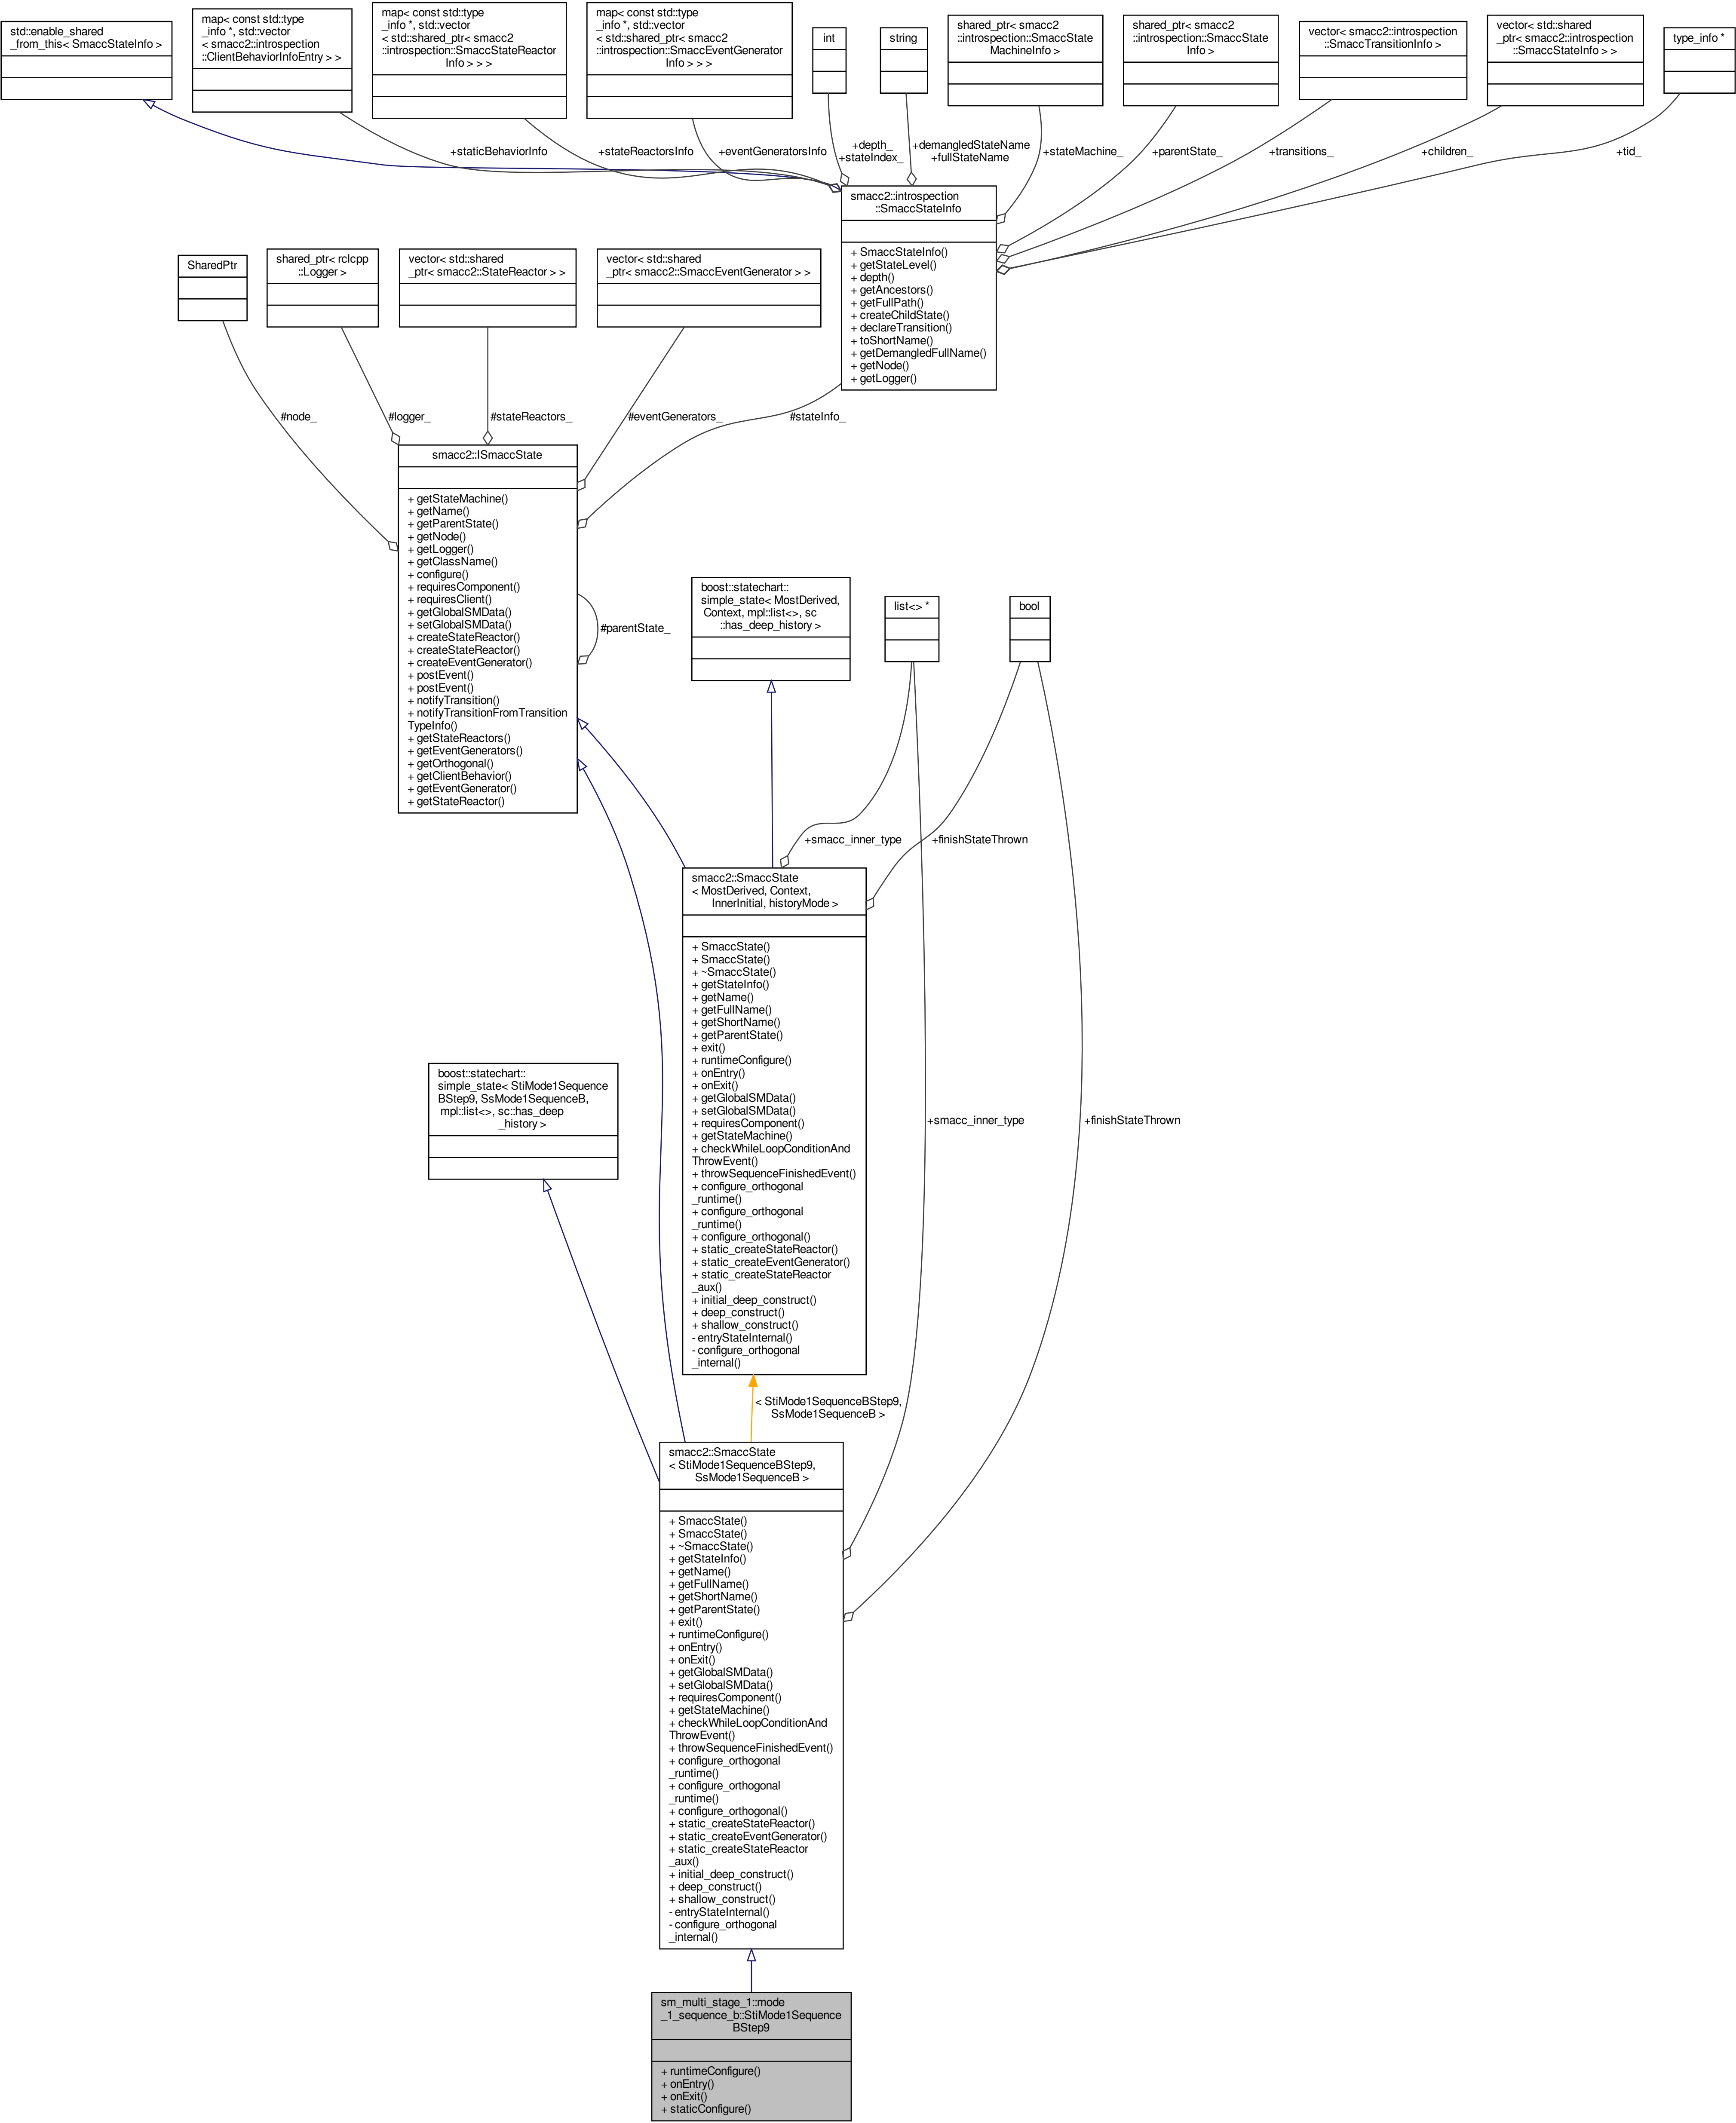 std::enable_shared
_from_this< SmaccStateInfo >
map< const std::type
_info *, std::vector
< smacc2::introspection
::ClientBehaviorInfoEntry > >
map< const std::type
_info *, std::vector
< std::shared_ptr< smacc2
::introspection::SmaccStateReactor
Info > > >
map< const std::type
_info *, std::vector
< std::shared_ptr< smacc2
::introspection::SmaccEventGenerator
Info > > >
int
string
shared_ptr< smacc2
::introspection::SmaccState
MachineInfo >
shared_ptr< smacc2
::introspection::SmaccState
Info >
vector< smacc2::introspection
::SmaccTransitionInfo >
vector< std::shared
_ptr< smacc2::introspection
::SmaccStateInfo > >
type_info *
+staticBehaviorInfo
+stateReactorsInfo
+eventGeneratorsInfo
+depth_
+stateIndex_
+demangledStateName
+fullStateName
+stateMachine_
+parentState_
+transitions_
+children_
+tid_
smacc2::introspection
::SmaccStateInfo
+ SmaccStateInfo()
+ getStateLevel()
+ depth()
+ getAncestors()
+ getFullPath()
+ createChildState()
+ declareTransition()
+ toShortName()
+ getDemangledFullName()
+ getNode()
+ getLogger()
SharedPtr
shared_ptr< rclcpp
::Logger >
vector< std::shared
_ptr< smacc2::StateReactor > >
vector< std::shared
_ptr< smacc2::SmaccEventGenerator > >
#node_
#logger_
#stateReactors_
#eventGenerators_
#stateInfo_
smacc2::ISmaccState
+ getStateMachine()
+ getName()
+ getParentState()
+ getNode()
+ getLogger()
+ getClassName()
+ configure()
+ requiresComponent()
+ requiresClient()
+ getGlobalSMData()
+ setGlobalSMData()
+ createStateReactor()
+ createStateReactor()
+ createEventGenerator()
+ postEvent()
+ postEvent()
+ notifyTransition()
+ notifyTransitionFromTransition
TypeInfo()
+ getStateReactors()
+ getEventGenerators()
+ getOrthogonal()
+ getClientBehavior()
+ getEventGenerator()
+ getStateReactor()
#parentState_
boost::statechart::
simple_state< MostDerived,
Context, mpl::list<>, sc
::has_deep_history >
list<> *
bool
+smacc_inner_type
+finishStateThrown
smacc2::SmaccState
< MostDerived, Context,
InnerInitial, historyMode >
+ SmaccState()
+ SmaccState()
+ ~SmaccState()
+ getStateInfo()
+ getName()
+ getFullName()
+ getShortName()
+ getParentState()
+ exit()
+ runtimeConfigure()
+ onEntry()
+ onExit()
+ getGlobalSMData()
+ setGlobalSMData()
+ requiresComponent()
+ getStateMachine()
+ checkWhileLoopConditionAnd
ThrowEvent()
+ throwSequenceFinishedEvent()
+ configure_orthogonal
_runtime()
+ configure_orthogonal
_runtime()
+ configure_orthogonal()
+ static_createStateReactor()
+ static_createEventGenerator()
+ static_createStateReactor
_aux()
+ initial_deep_construct()
+ deep_construct()
+ shallow_construct()
- entryStateInternal()
- configure_orthogonal
_internal()
boost::statechart::
simple_state< StiMode1Sequence
BStep9, SsMode1SequenceB,
mpl::list<>, sc::has_deep
_history >
+smacc_inner_type
+finishStateThrown
< StiMode1SequenceBStep9,
SsMode1SequenceB >
smacc2::SmaccState
< StiMode1SequenceBStep9,
SsMode1SequenceB >
+ SmaccState()
+ SmaccState()
+ ~SmaccState()
+ getStateInfo()
+ getName()
+ getFullName()
+ getShortName()
+ getParentState()
+ exit()
+ runtimeConfigure()
+ onEntry()
+ onExit()
+ getGlobalSMData()
+ setGlobalSMData()
+ requiresComponent()
+ getStateMachine()
+ checkWhileLoopConditionAnd
ThrowEvent()
+ throwSequenceFinishedEvent()
+ configure_orthogonal
_runtime()
+ configure_orthogonal
_runtime()
+ configure_orthogonal()
+ static_createStateReactor()
+ static_createEventGenerator()
+ static_createStateReactor
_aux()
+ initial_deep_construct()
+ deep_construct()
+ shallow_construct()
- entryStateInternal()
- configure_orthogonal
_internal()
sm_multi_stage_1::mode
_1_sequence_b::StiMode1Sequence
BStep9
+ runtimeConfigure()
+ onEntry()
+ onExit()
+ staticConfigure()